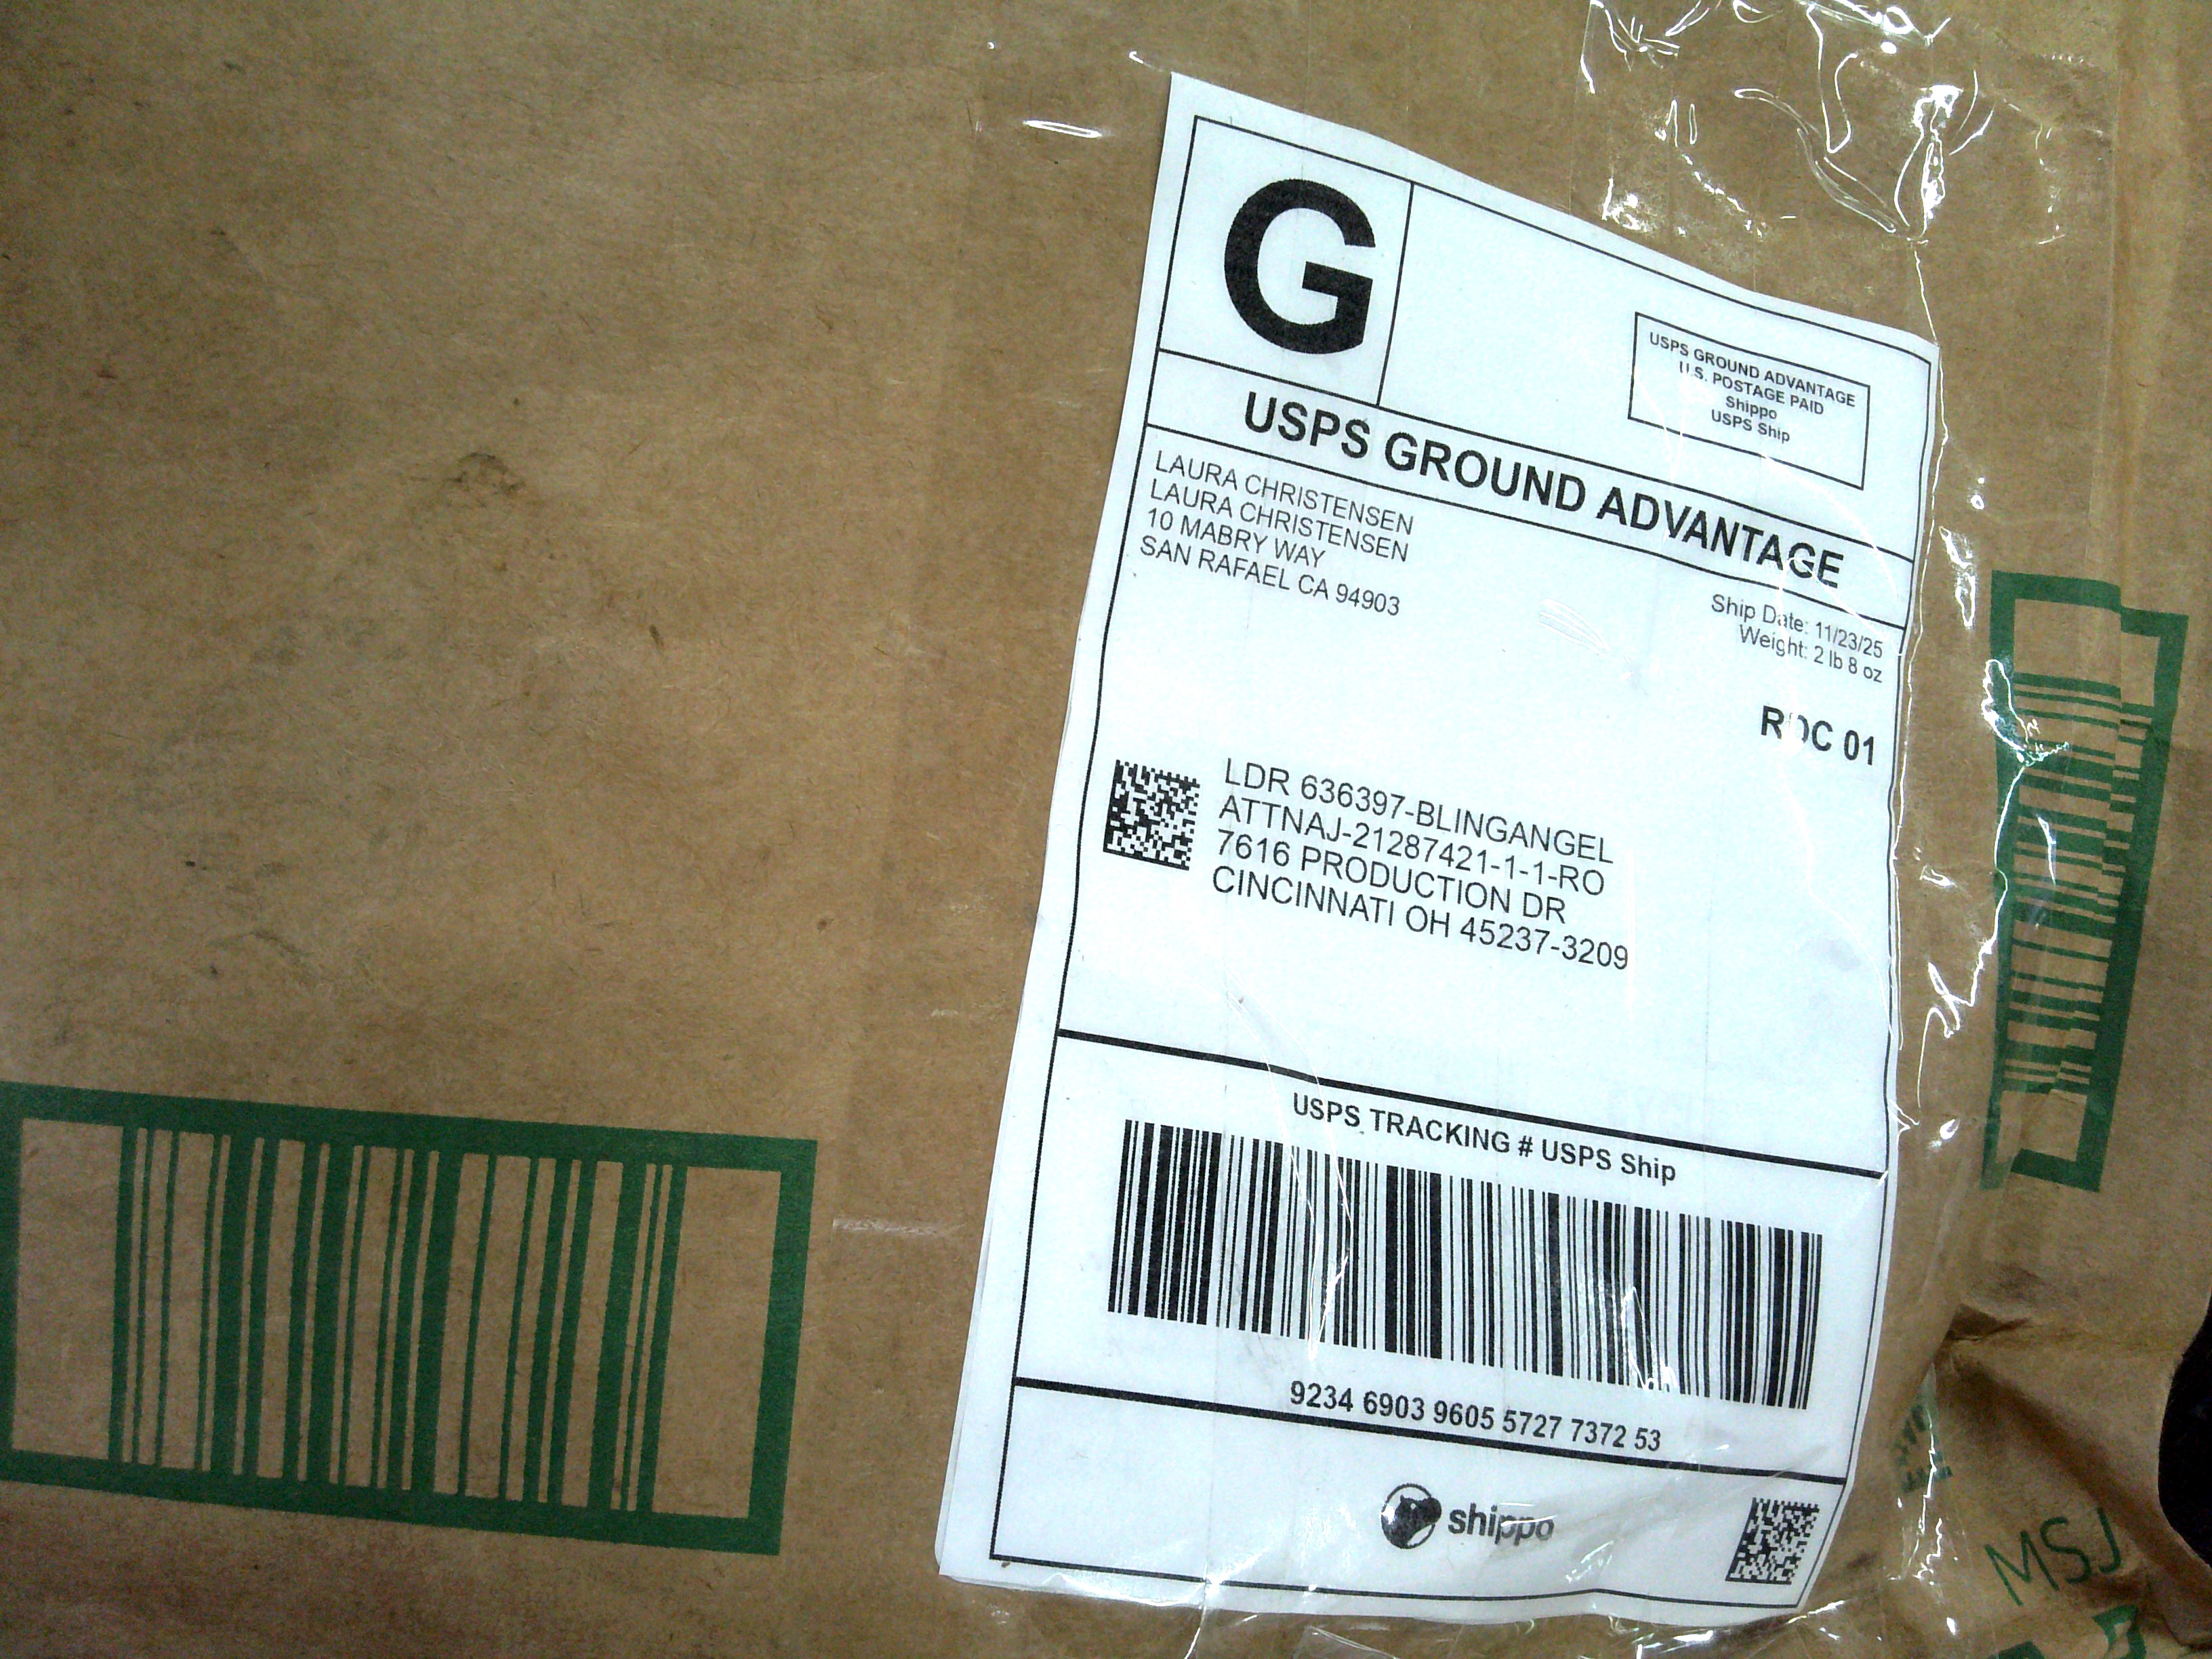 G
USPS GROUND ADVANTAGE
U.S. POSTAGE PAID
Shippo
USPS Ship
USPS GROUND ADVANTAGE
LAURA CHRISTENSEN
LAURA CHRISTENSEN
10 MABRY WAY
SAN RAFAEL CA 94903
Ship Date: 11/23/25
Weight: 2 lb 8 oz
RDC 01
LDR 636397-BLINGANGEL
ATTNAJ-21287421-1-1-RO
7616 PRODUCTION DR
CINCINNATI OH 45237-3209
USPS TRACKING # USPS Ship
9234 6903 9605 5727 7372 53
shippo
MSJ